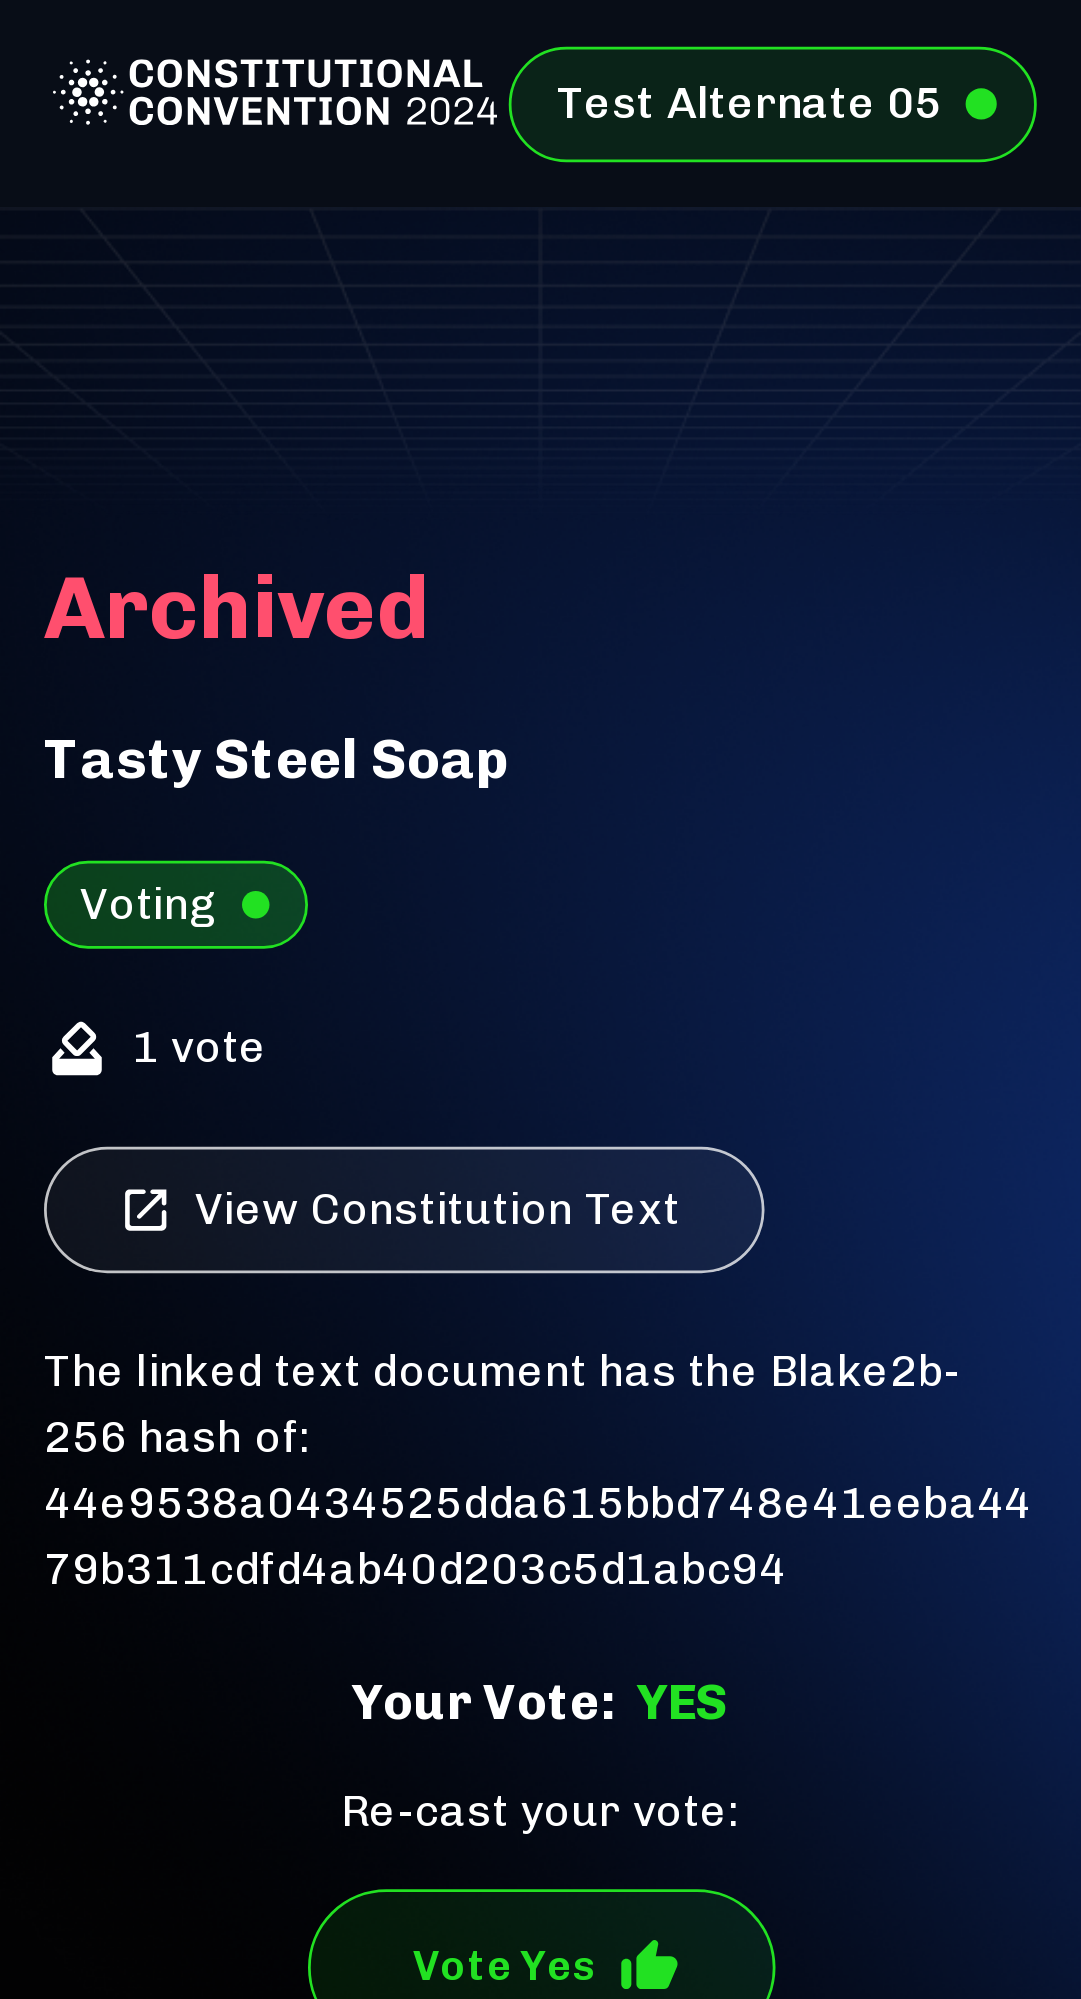 CONSTITUTIONAL
CONVENTION 2024
Test Alternate 05
Archived
Tasty Steel Soap
Voting
1 vote
View Constitution Text
The linked text document has the Blake2b-
256 hash of:
44e9538a0434525dda615bbd748e41eeba44
79b311cdfd4ab40d203c5d1abc94
Your Vote: YES
Re-cast your vote:
Vote Yes